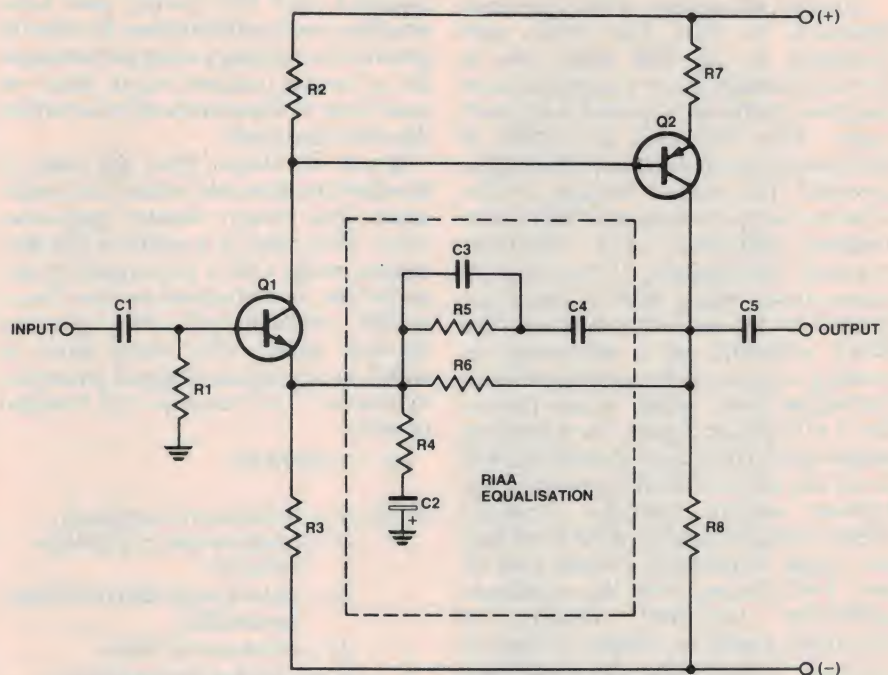 (+)
R2
R7
Q2
C3
Q1
C1
R5
C4
C5
INPUT
OUTPUT
R6
R1
R4
RIAA
EQUALISATION
C2
+
R3
R8
(-)